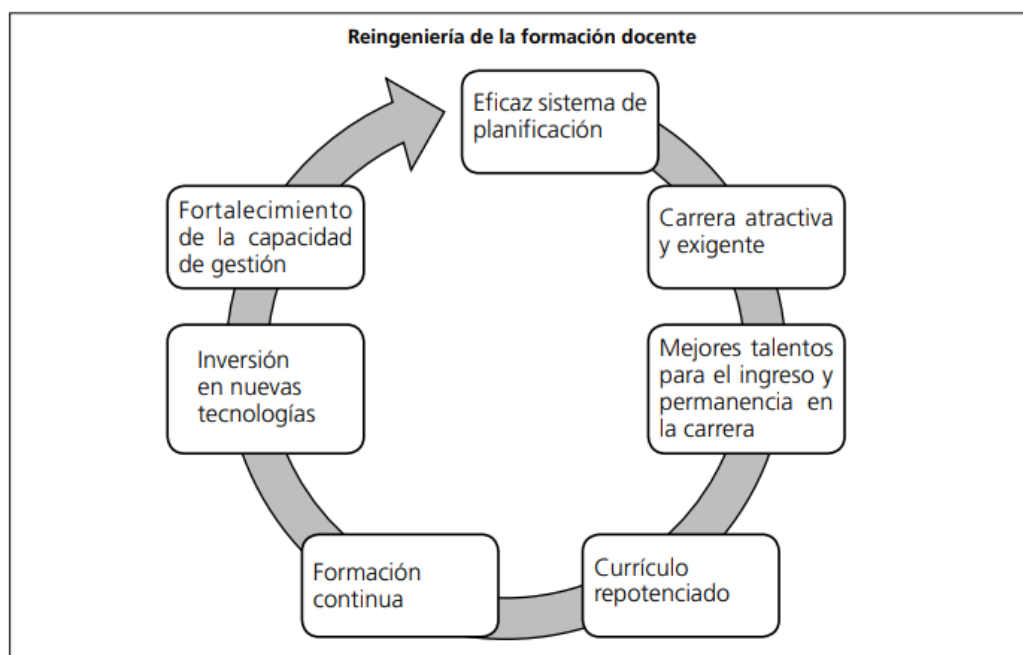 Reingeniería de la formación docente
Eficaz sistema de
planificación
Carrera atractiva
y exigente
Mejores talentos
para el ingreso y
permanencia en
la carrera
Currículo
repotenciado
Formación
continua
Inversión
en nuevas
tecnologías
Fortalecimiento
de la capacidad
de gestión